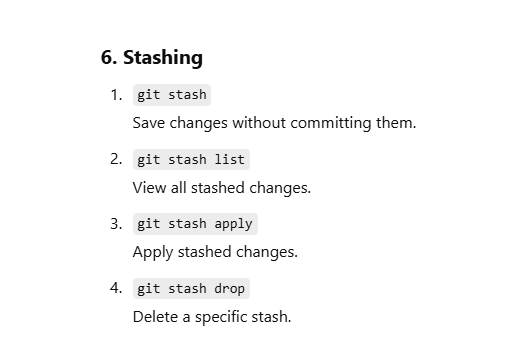 6. Stashing
1. git stash
Save changes without committing them.
2. git stash list
View all stashed changes.
3. git stash apply
Apply stashed changes.
4. git stash drop
Delete a specific stash.